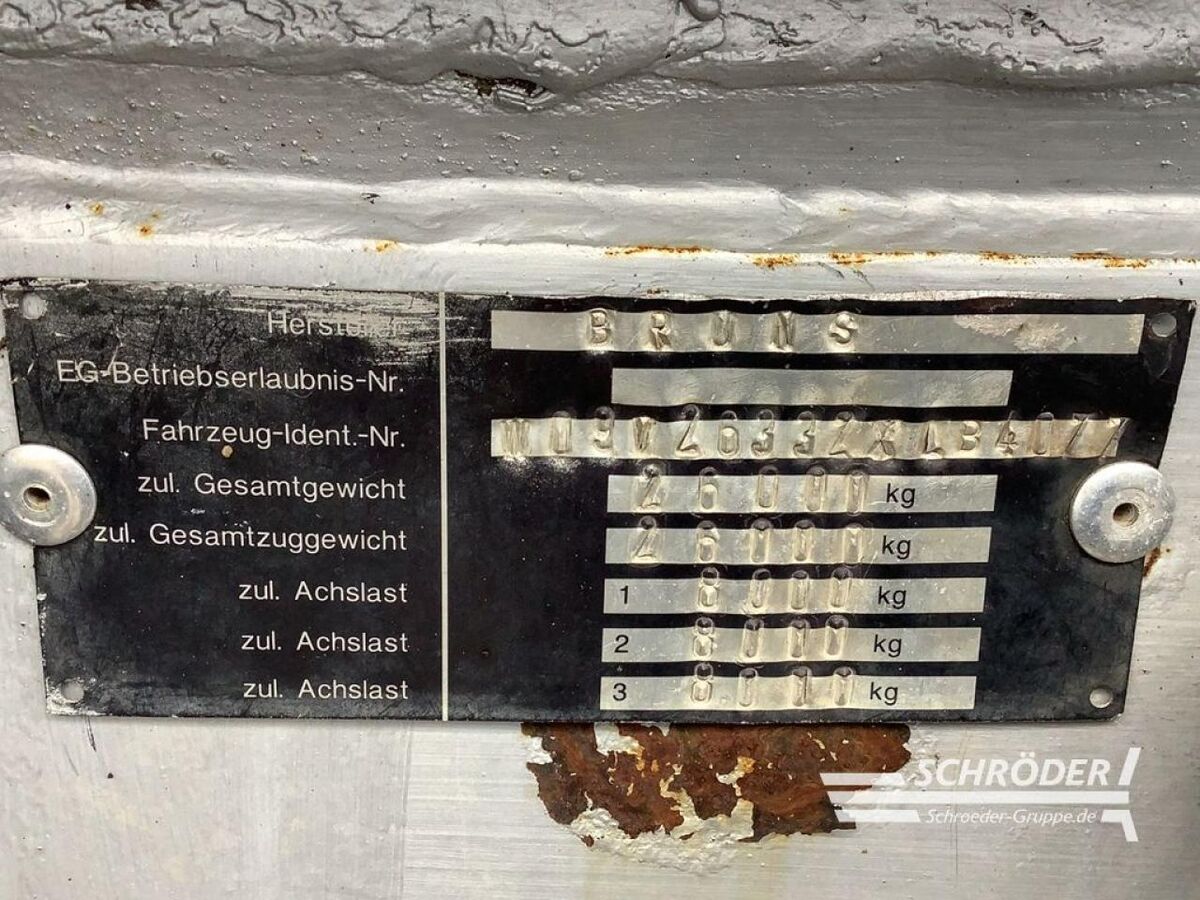 Hersteller BRUNS
EG-Betriebserlaubnis-Nr.
Fahrzeug-Ident.-Nr. W09W26332XLB4077
zul. Gesamtgewicht 26000 kg
zul. Gesamtzuggewicht 26000 kg
zul. Achslast 1 8000 kg
zul. Achslast 2 8000 kg
zul. Achslast 3 8000 kg
SCHRÖDER
Schroeder-Gruppe.de